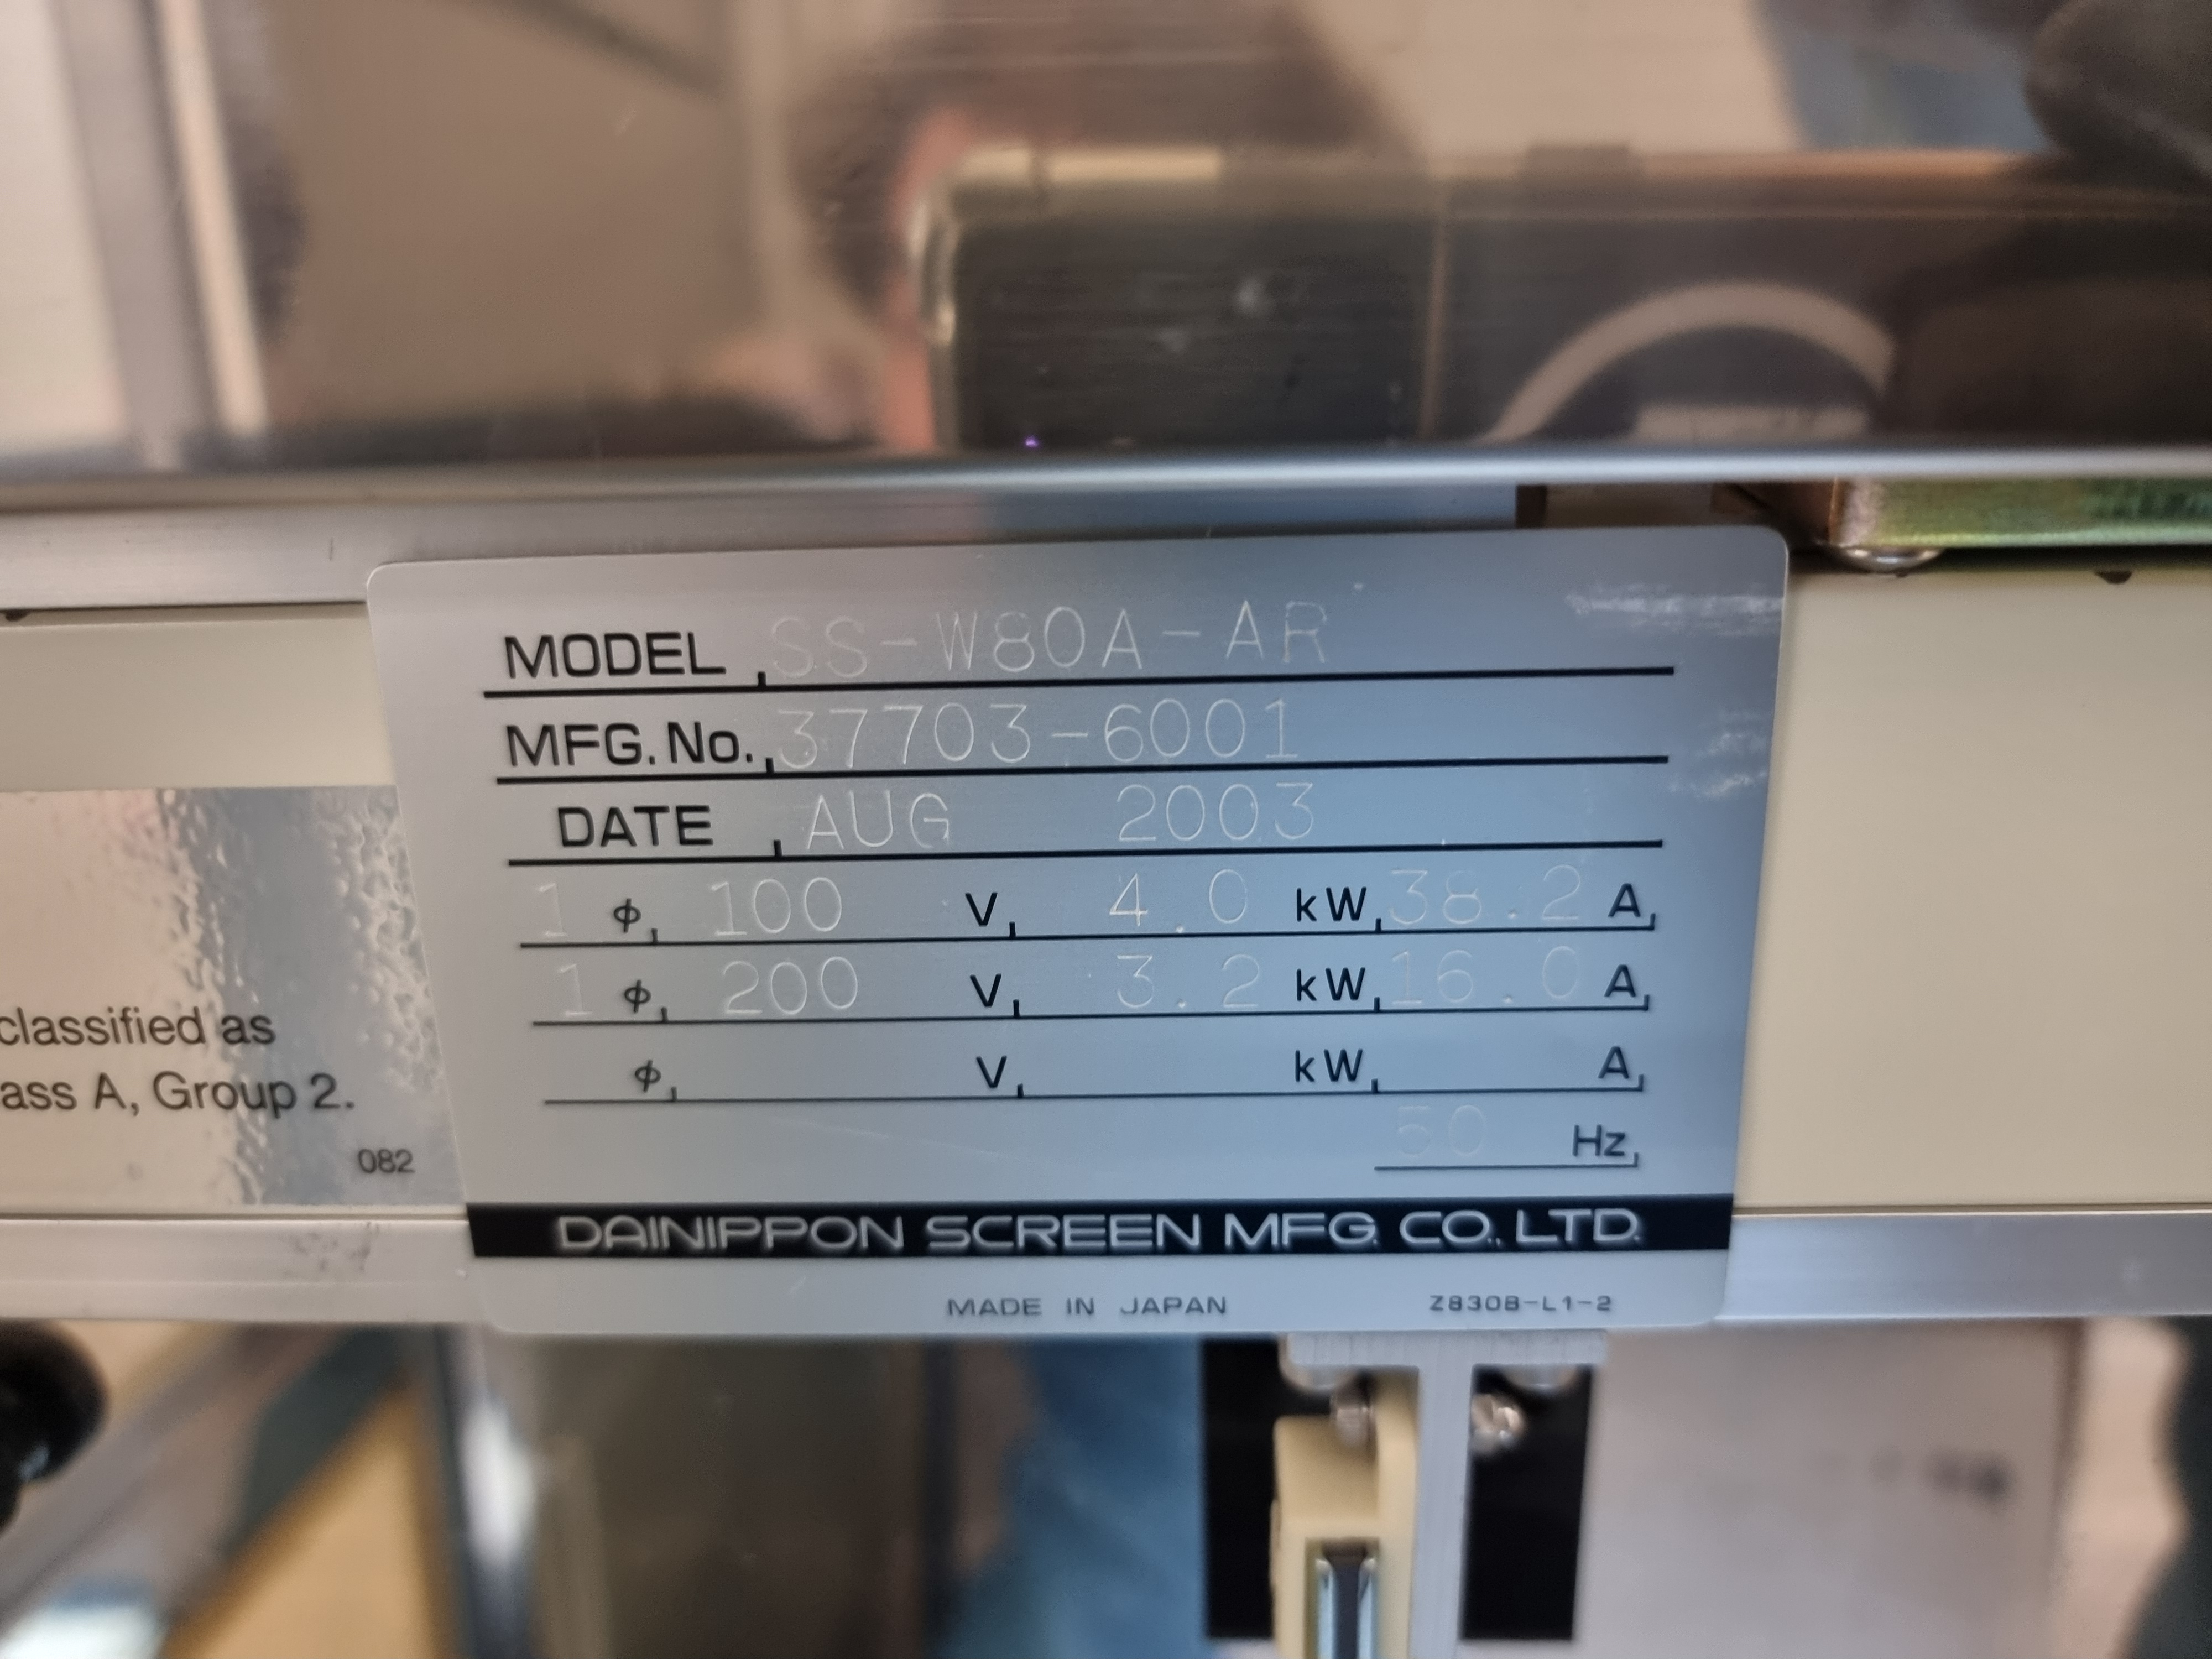 MODEL SS-W80A-AR
MFG. No. 37703-6001
DATE AUG 2003
1 φ, 100 V, 4.0 kW, 38.2 A,
1 φ, 200 V, 3.2 kW, 16.0 A,
φ, V, kW, A,
50 Hz,
DAINIPPON SCREEN MFG. CO., LTD.
MADE IN JAPAN Z8308-L1-2
classified as
ass A, Group 2.
082